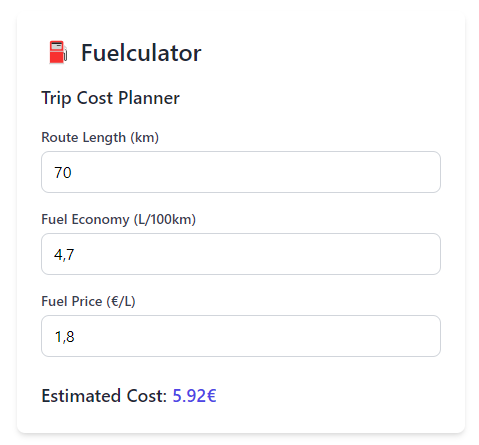 Fuelculator
Trip Cost Planner
Route Length (km)
70
Fuel Economy (L/100km)
4,7
Fuel Price (€/L)
1,8
Estimated Cost: 5.92€